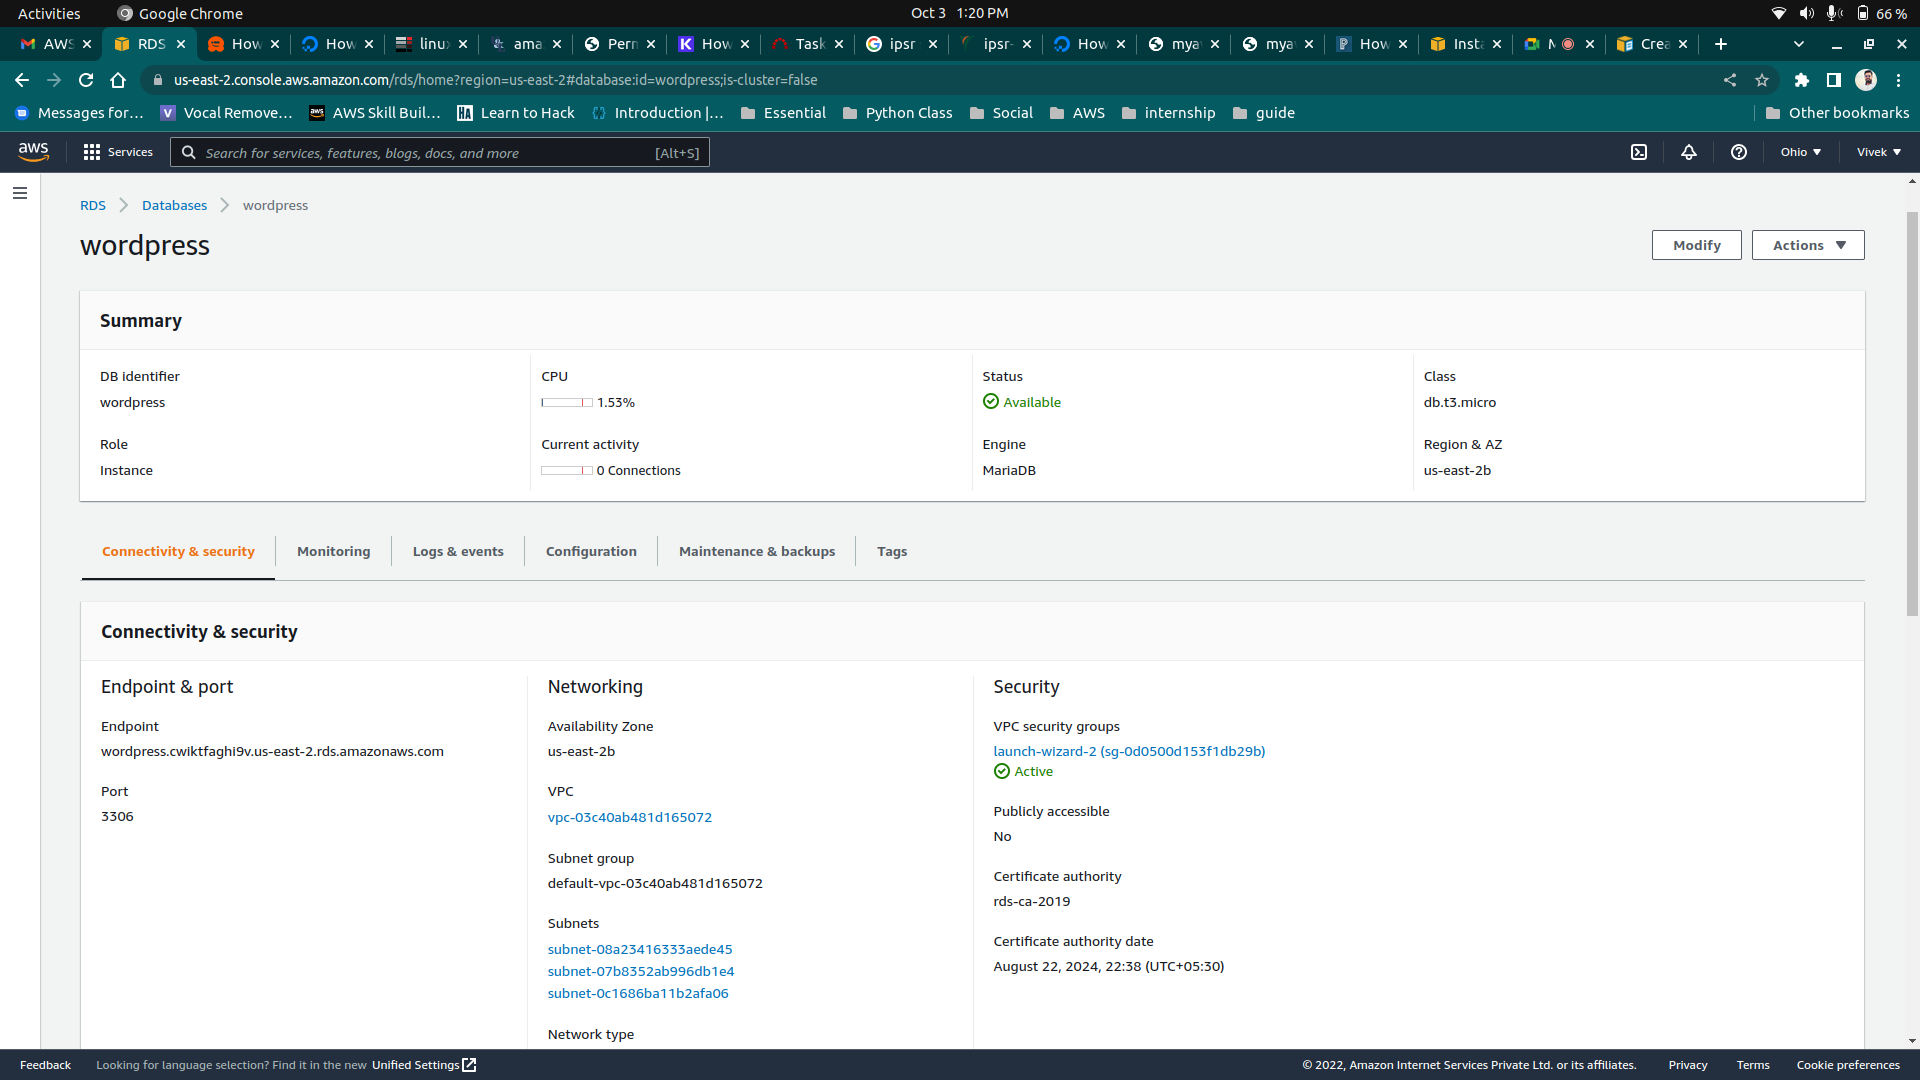 Activities Google Chrome Oct 3 1:20 PM 66 %
AWS RDS How How linu ama Pern How Task ipsr ipsr- How mya mya How Insta M Crea
us-east-2.console.aws.amazon.com/rds/home?region=us-east-2#database:id=wordpress;is-cluster=false
Messages for… Vocal Remove… AWS Skill Buil… Learn to Hack Introduction |… Essential Python Class Social AWS internship guide Other bookmarks
aws Services Search for services, features, blogs, docs, and more [Alt+S] Ohio Vivek
RDS Databases wordpress
wordpress
Modify Actions
Summary
DB identifier CPU Status Class
wordpress 1.53% Available db.t3.micro
Role Current activity Engine Region & AZ
Instance 0 Connections MariaDB us-east-2b
Connectivity & security Monitoring Logs & events Configuration Maintenance & backups Tags
Connectivity & security
Endpoint & port
Endpoint
wordpress.cwiktfaghi9v.us-east-2.rds.amazonaws.com
Port
3306
Networking
Availability Zone
us-east-2b
VPC
vpc-03c40ab481d165072
Subnet group
default-vpc-03c40ab481d165072
Subnets
subnet-08a23416333aede45
subnet-07b8352ab996db1e4
subnet-0c1686ba11b2afa06
Network type
Security
VPC security groups
launch-wizard-2 (sg-0d0500d153f1db29b)
Active
Publicly accessible
No
Certificate authority
rds-ca-2019
Certificate authority date
August 22, 2024, 22:38 (UTC+05:30)
Feedback Looking for language selection? Find it in the new Unified Settings © 2022, Amazon Internet Services Private Ltd. or its affiliates. Privacy Terms Cookie preferences